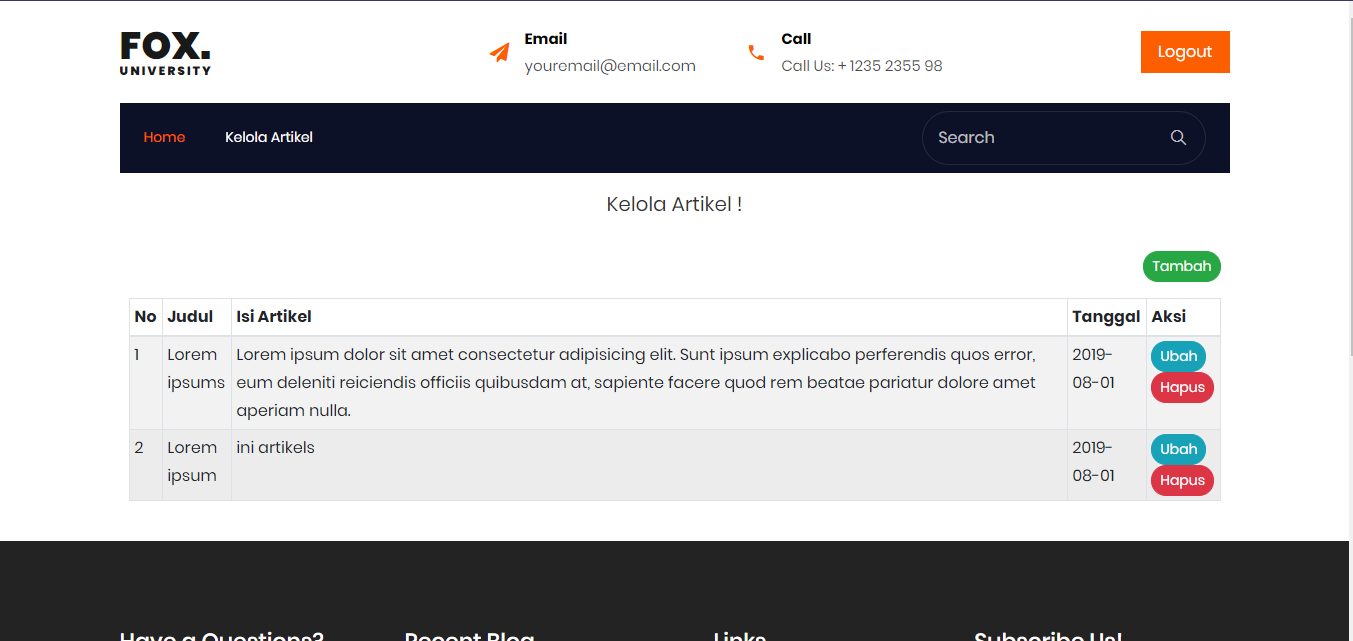 FOX.
UNIVERSITY
Email
youremail@email.com
Call
Call Us: + 1235 2355 98
Logout
Home
Kelola Artikel
Search
Kelola Artikel !
Tambah
No Judul Isi Artikel Tanggal Aksi
1 Lorem Lorem ipsum dolor sit amet consectetur adipisicing elit. Sunt ipsum explicabo perferendis quos error, 2019- Ubah
ipsums eum deleniti reiciendis officiis quibusdam at, sapiente facere quod rem beatae pariatur dolore amet 08-01 Hapus
aperiam nulla.
2 Lorem ini artikels 2019- Ubah
ipsum 08-01 Hapus
Have a Questions? Recent Blog Links Subscribe Us!